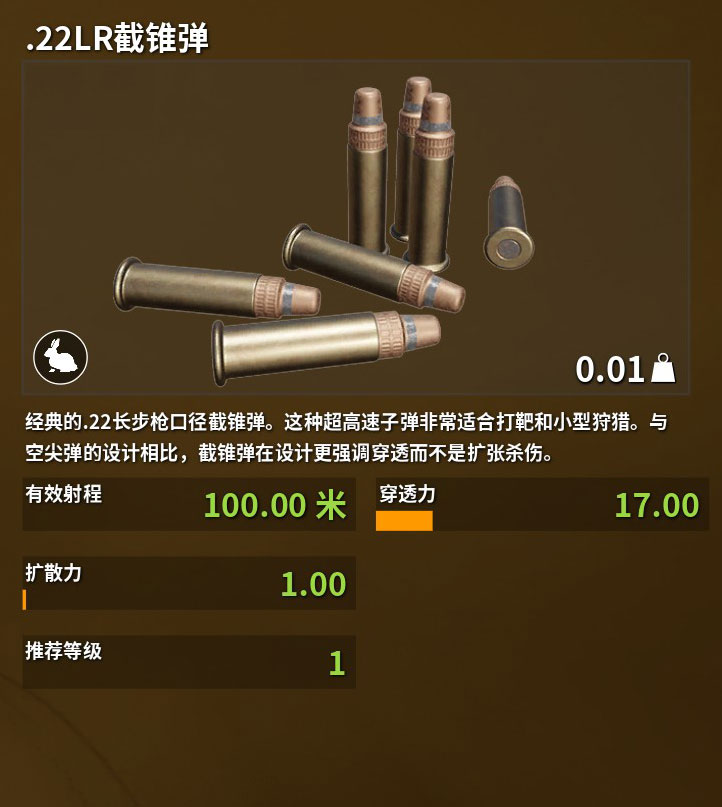 .22LR截锥弹
0.01
经典的.22长步枪口径截锥弹。这种超高速子弹非常适合打靶和小型狩猎。与
空尖弹的设计相比，截锥弹在设计更强调穿透而不是扩张杀伤。
有效射程 100.00 米
穿透力 17.00
扩散力 1.00
推荐等级 1